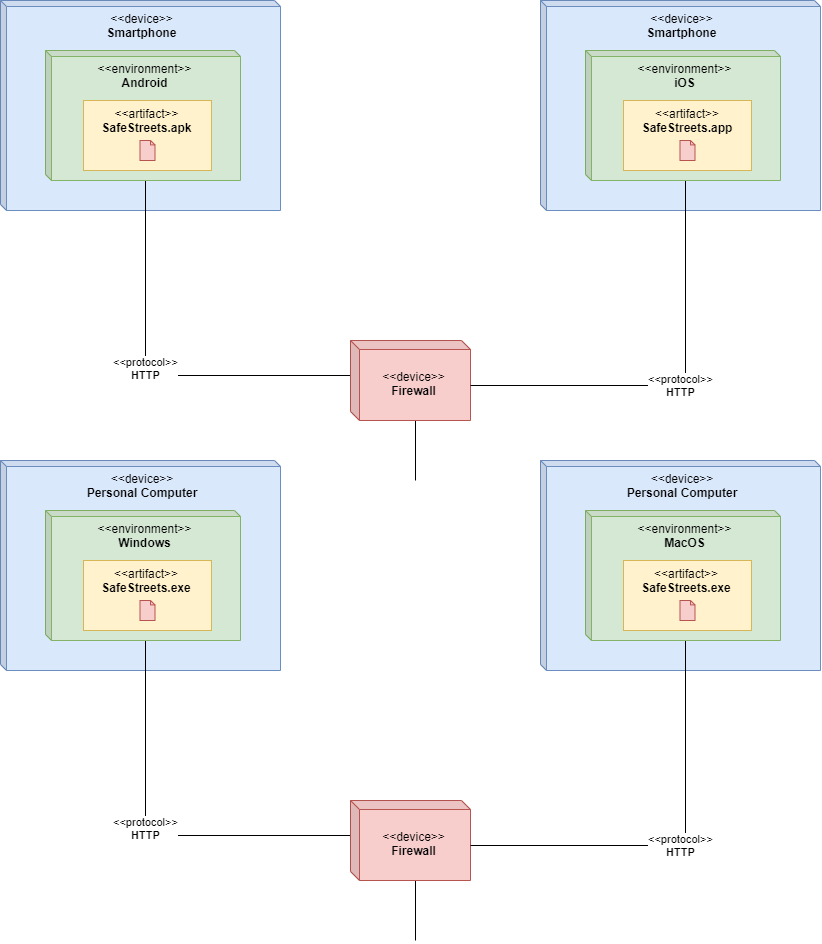 <<device>>
Smartphone
<<environment>>
Android
<<artifact>>
SafeStreets.apk
<<device>>
Smartphone
<<environment>>
iOS
<<artifact>>
SafeStreets.app
<<protocol>>
HTTP
<<device>>
Firewall
<<protocol>>
HTTP
<<device>>
Personal Computer
<<environment>>
Windows
<<artifact>>
SafeStreets.exe
<<device>>
Personal Computer
<<environment>>
MacOS
<<artifact>>
SafeStreets.exe
<<protocol>>
HTTP
<<device>>
Firewall
<<protocol>>
HTTP